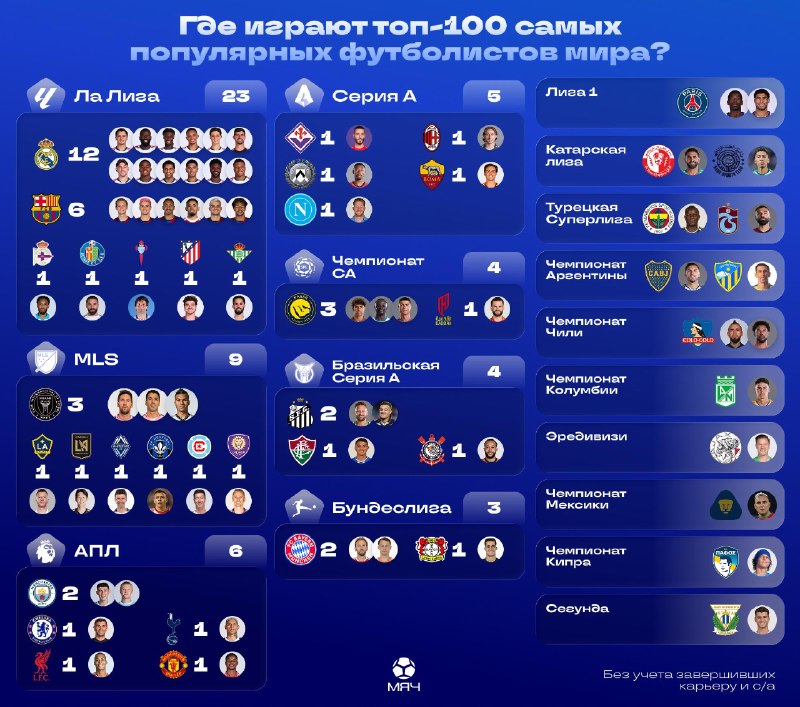 Где играют топ-100 самых
популярных футболистов мира?
Ла Лига 23
12
6
1 1 1 1 1
MLS 9
3
1 1 1 1 1 1
АПЛ 6
2
1 1
1 1
Серия А 5
1 1
1 1
1
Чемпионат
СА 4
3 1
Бразильская
Серия А 4
2
1 1
Бундеслига 3
2 1
Лига 1
Катарская
лига
Турецкая
Суперлига
Чемпионат
Аргентины
Чемпионат
Чили
COLO-COLO
Чемпионат
Колумбии
Эредивизи
Чемпионат
Мексики
Чемпионат
Кипра
ПАФОС
Сегунда
МЯЧ
Без учета завершивших
карьеру и с/а